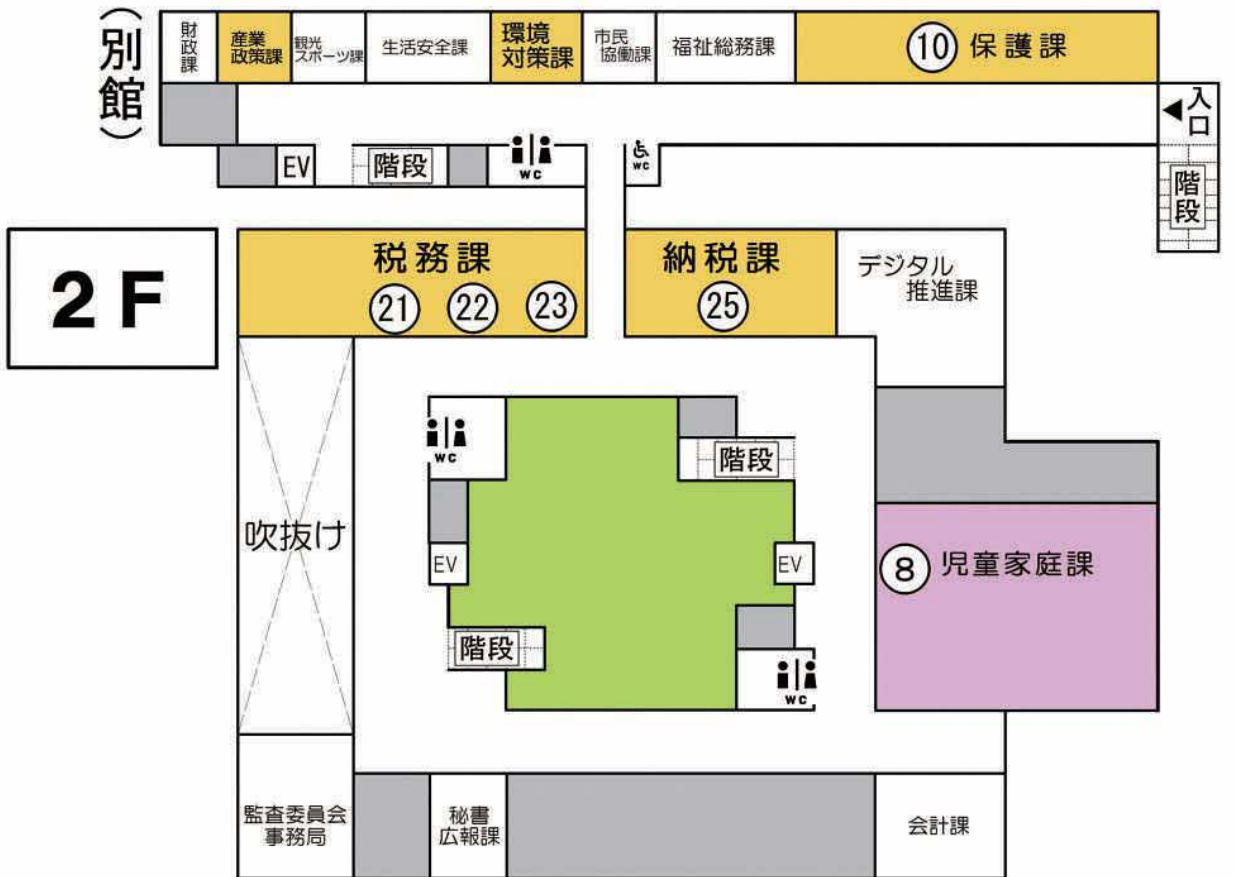 （別館）
財政課
産業
政策課
観光
スポーツ課
生活安全課
環境
対策課
市民
協働課
福祉総務課
⑩ 保護課
◀入口
階段
EV
階段
WC
WC
2F
税務課
㉑ ㉒ ㉓
納税課
㉕
デジタル
推進課
WC
階段
吹抜け
EV
EV
⑧ 児童家庭課
階段
WC
監査委員会
事務局
秘書
広報課
会計課